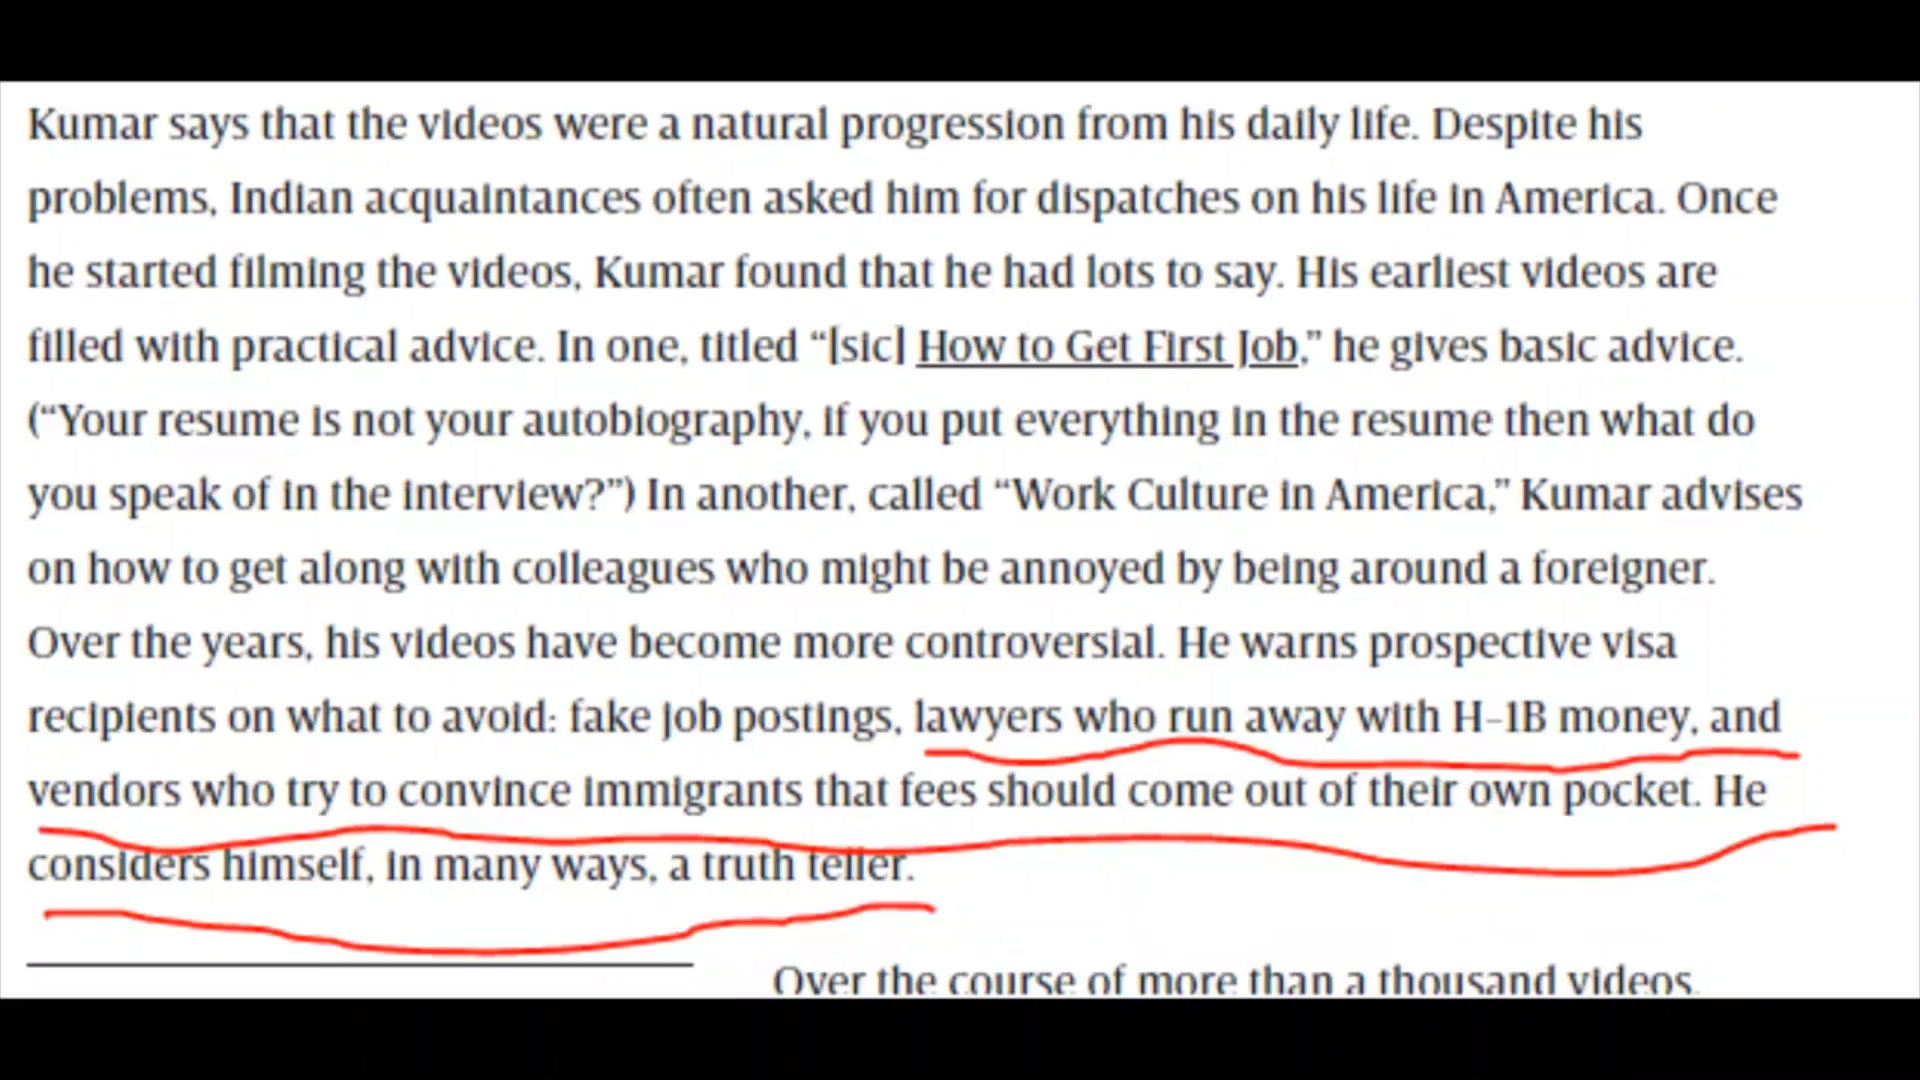 Kumar says that the videos were a natural progression from his daily life. Despite his
problems, Indian acquaintances often asked him for dispatches on his life in America. Once
he started filming the videos, Kumar found that he had lots to say. His earliest videos are
filled with practical advice. In one, titled “[sic] How to Get First Job,” he gives basic advice.
(“Your resume is not your autobiography, if you put everything in the resume then what do
you speak of in the interview?”) In another, called “Work Culture in America,” Kumar advises
on how to get along with colleagues who might be annoyed by being around a foreigner.
Over the years, his videos have become more controversial. He warns prospective visa
recipients on what to avoid: fake job postings, lawyers who run away with H-1B money, and
vendors who try to convince immigrants that fees should come out of their own pocket. He
considers himself, in many ways, a truth teller.
Over the course of more than a thousand videos.